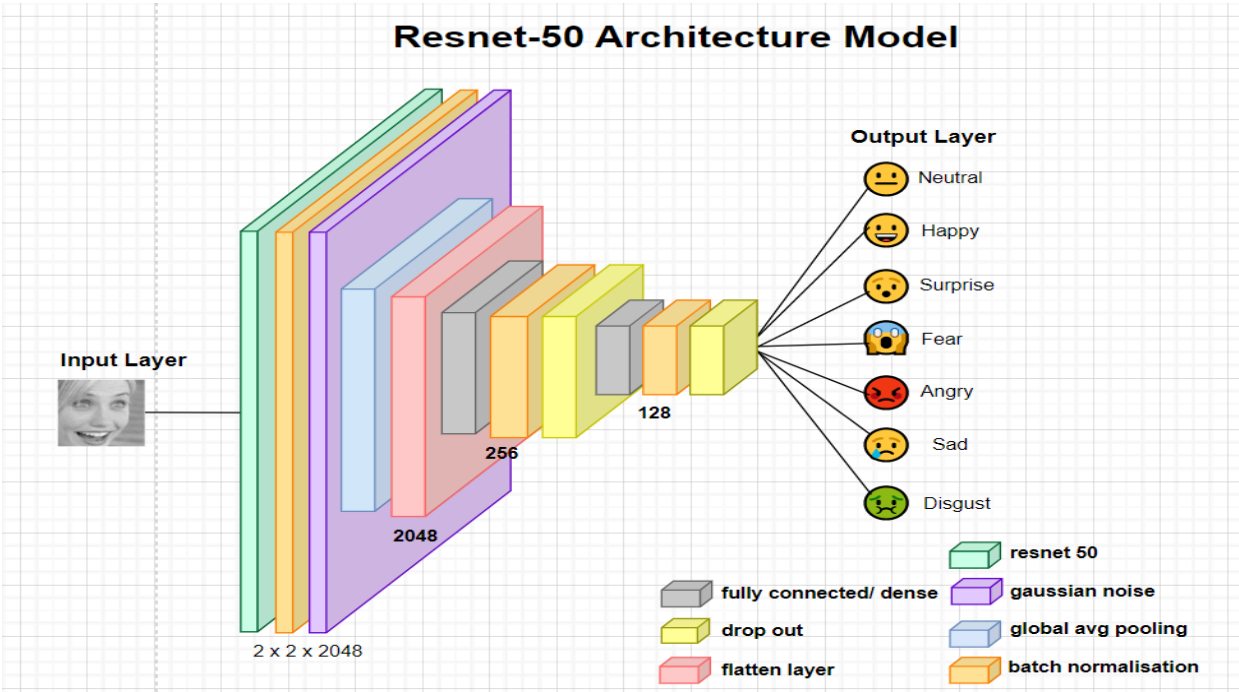 Resnet-50 Architecture Model
Output Layer
Neutral
Happy
Surprise
Fear
Angry
Sad
Disgust
Input Layer
128
256
2048
2 x 2 x 2048
resnet 50
fully connected/ dense
gaussian noise
drop out
global avg pooling
flatten layer
batch normalisation